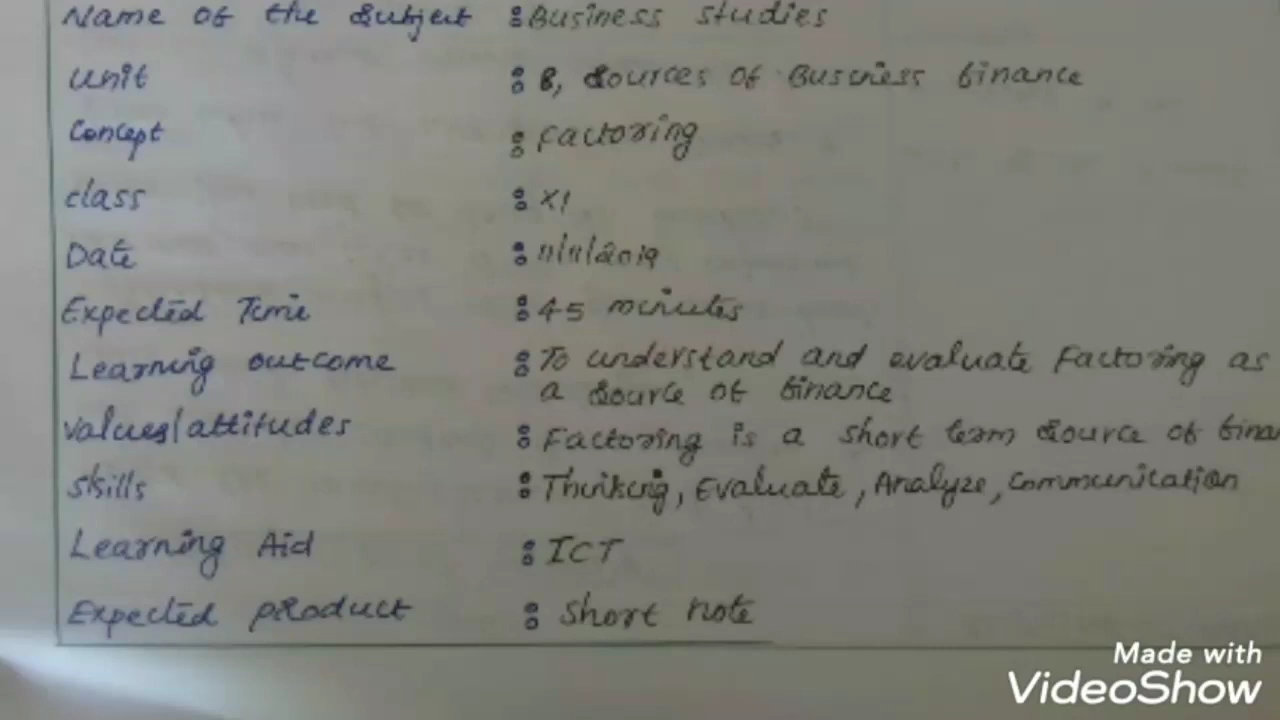 Name of the Subject : Business studies
Unit : 8, Sources of Business finance
Concept : Factoring
class : XI
Date : 11/11/2019
Expected Time : 45 minutes
Learning outcome : To understand and evaluate Factoring as
a source of finance
values/attitudes : Factoring is a short term source of finan
skills : Thinking, Evaluate, Analyze, Communication
Learning Aid : ICT
Expected product : Short note
Made with
VideoShow